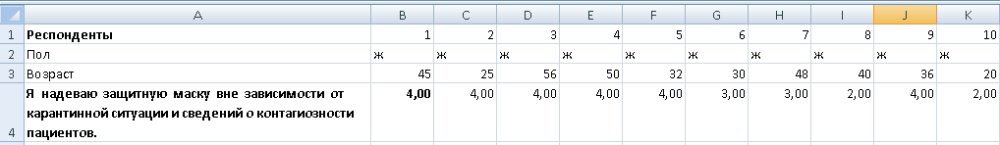 A B C D E F G H I J K
1 Респонденты 1 2 3 4 5 6 7 8 9 10
2 Пол ж ж ж ж ж ж ж ж ж ж
3 Возраст 45 25 56 50 32 30 48 40 36 20
Я надеваю защитную маску вне зависимости от 4,00 4,00 4,00 4,00 4,00 3,00 3,00 2,00 4,00 2,00
карантинной ситуации и сведений о контагиозности
4 пациентов.